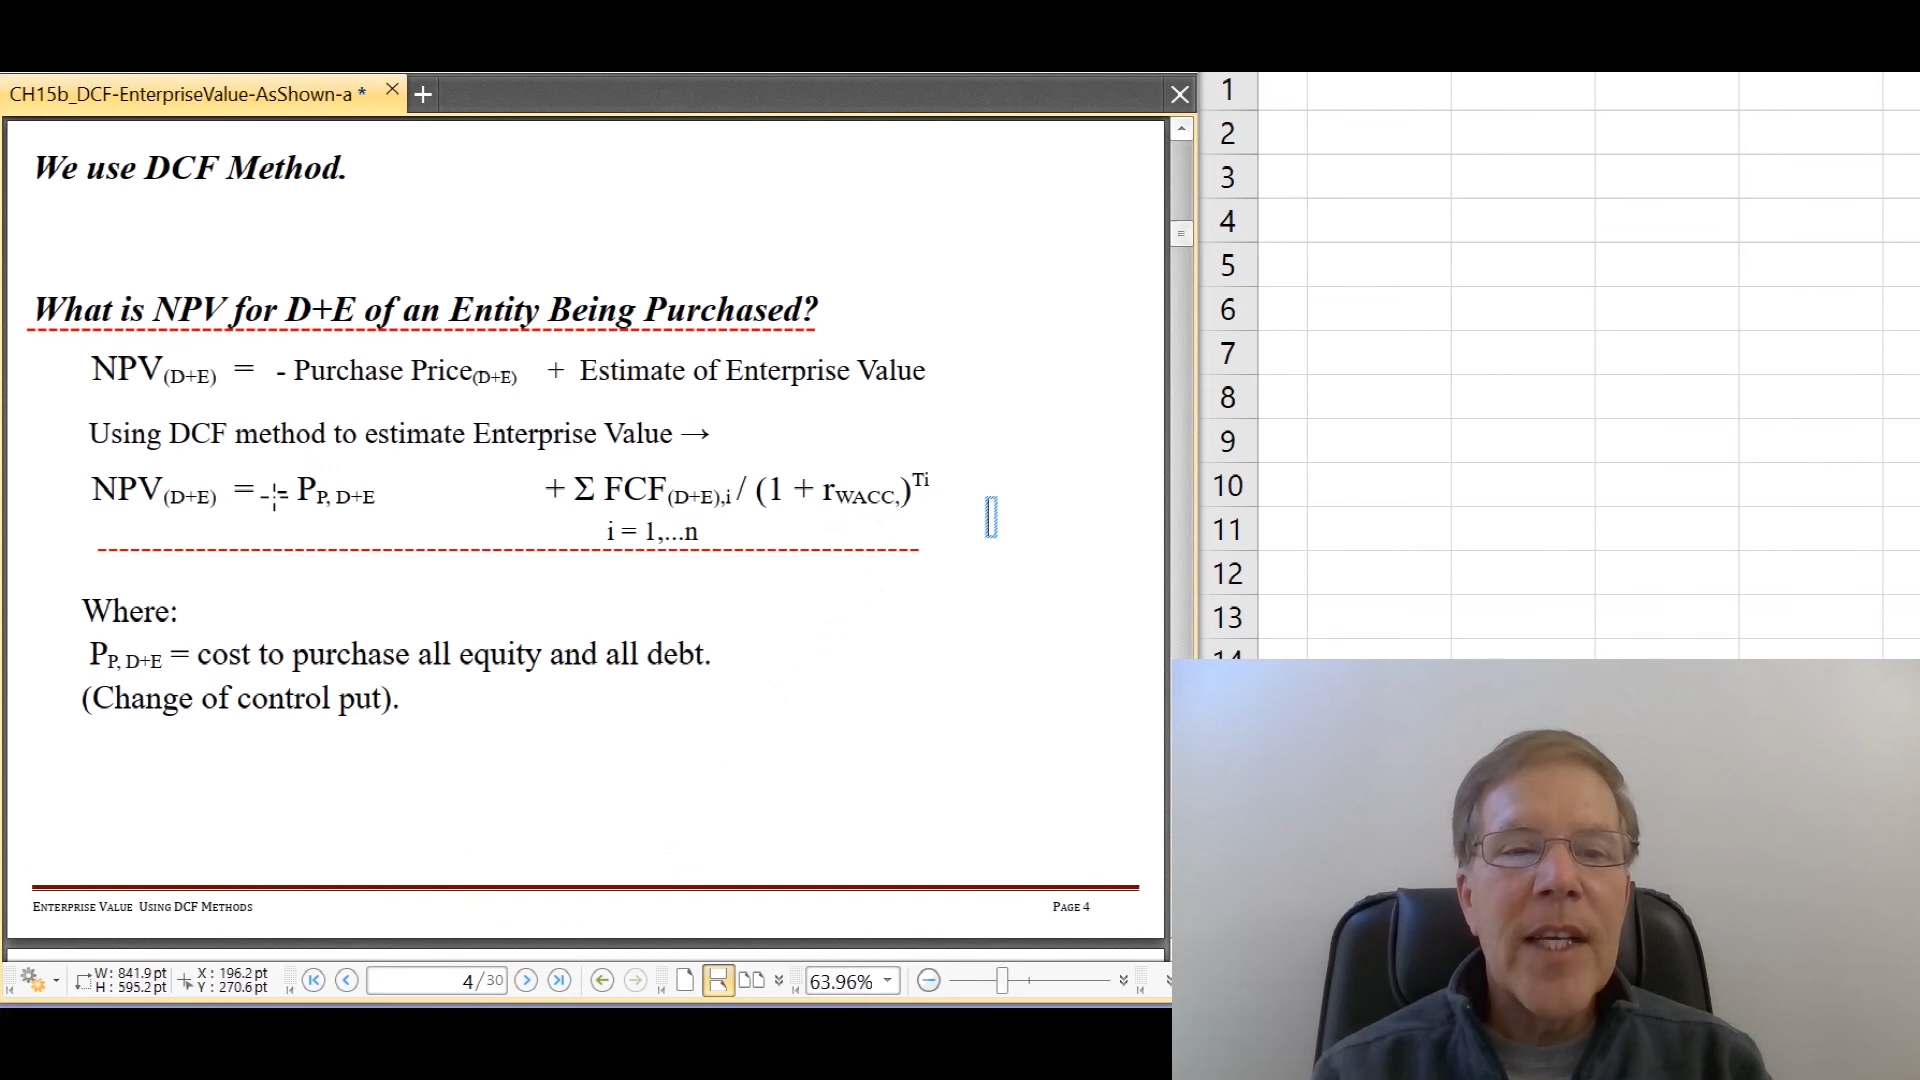 CH15b_DCF-EnterpriseValue-AsShown-a *
We use DCF Method.
What is NPV for D+E of an Entity Being Purchased?
NPV(D+E) = - Purchase Price(D+E) + Estimate of Enterprise Value
Using DCF method to estimate Enterprise Value →
NPV(D+E) = - PP, D+E + Σ FCF(D+E),i / (1 + rWACC,)Ti
i = 1,...n
Where:
PP, D+E = cost to purchase all equity and all debt.
(Change of control put).
ENTERPRISE VALUE USING DCF METHODS
PAGE 4
W: 841.9 pt
H: 595.2 pt
X: 196.2 pt
Y: 270.6 pt
4 / 30
63.96%
1
2
3
4
5
6
7
8
9
10
11
12
13
14